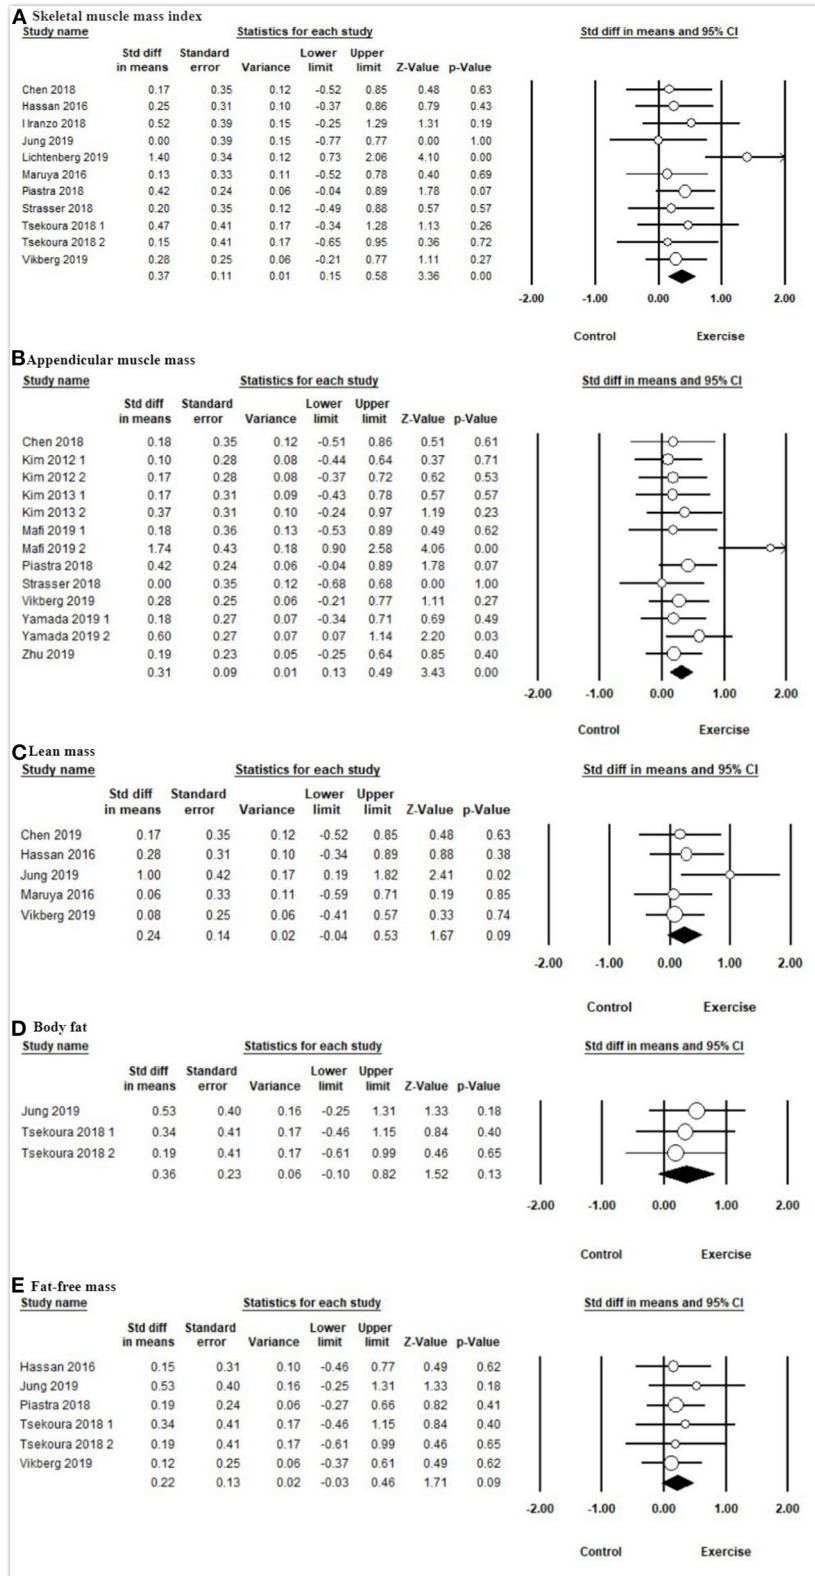 A Skeletal muscle mass index
Study name Statistics for each study Std diff in means and 95% CI
Std diff Standard Lower Upper
in means error Variance limit limit Z-Value p-Value
Chen 2018 0.17 0.35 0.12 -0.52 0.85 0.48 0.63
Hassan 2016 0.25 0.31 0.10 -0.37 0.86 0.79 0.43
I Iranzo 2018 0.52 0.39 0.15 -0.25 1.29 1.31 0.19
Jung 2019 0.00 0.39 0.15 -0.77 0.77 0.00 1.00
Lichtenberg 2019 1.40 0.34 0.12 0.73 2.06 4.10 0.00
Maruya 2016 0.13 0.33 0.11 -0.52 0.78 0.40 0.69
Piastra 2018 0.42 0.24 0.06 -0.04 0.89 1.78 0.07
Strasser 2018 0.20 0.35 0.12 -0.49 0.88 0.57 0.57
Tsekoura 2018 1 0.47 0.41 0.17 -0.34 1.28 1.13 0.26
Tsekoura 2018 2 0.15 0.41 0.17 -0.65 0.95 0.36 0.72
Vikberg 2019 0.28 0.25 0.06 -0.21 0.77 1.11 0.27
0.37 0.11 0.01 0.15 0.58 3.36 0.00
-2.00 -1.00 0.00 1.00 2.00
Control Exercise
B Appendicular muscle mass
Study name Statistics for each study Std diff in means and 95% CI
Std diff Standard Lower Upper
in means error Variance limit limit Z-Value p-Value
Chen 2018 0.18 0.35 0.12 -0.51 0.86 0.51 0.61
Kim 2012 1 0.10 0.28 0.08 -0.44 0.64 0.37 0.71
Kim 2012 2 0.17 0.28 0.08 -0.37 0.72 0.62 0.53
Kim 2013 1 0.17 0.31 0.09 -0.43 0.78 0.57 0.57
Kim 2013 2 0.37 0.31 0.10 -0.24 0.97 1.19 0.23
Mafi 2019 1 0.18 0.36 0.13 -0.53 0.89 0.49 0.62
Mafi 2019 2 1.74 0.43 0.18 0.90 2.58 4.06 0.00
Piastra 2018 0.42 0.24 0.06 -0.04 0.89 1.78 0.07
Strasser 2018 0.00 0.35 0.12 -0.68 0.68 0.00 1.00
Vikberg 2019 0.28 0.25 0.06 -0.21 0.77 1.11 0.27
Yamada 2019 1 0.18 0.27 0.07 -0.34 0.71 0.69 0.49
Yamada 2019 2 0.60 0.27 0.07 0.07 1.14 2.20 0.03
Zhu 2019 0.19 0.23 0.05 -0.25 0.64 0.85 0.40
0.31 0.09 0.01 0.13 0.49 3.43 0.00
-2.00 -1.00 0.00 1.00 2.00
Control Exercise
C Lean mass
Study name Statistics for each study Std diff in means and 95% CI
Std diff Standard Lower Upper
in means error Variance limit limit Z-Value p-Value
Chen 2019 0.17 0.35 0.12 -0.52 0.85 0.48 0.63
Hassan 2016 0.28 0.31 0.10 -0.34 0.89 0.88 0.38
Jung 2019 1.00 0.42 0.17 0.19 1.82 2.41 0.02
Maruya 2016 0.06 0.33 0.11 -0.59 0.71 0.19 0.85
Vikberg 2019 0.08 0.25 0.06 -0.41 0.57 0.33 0.74
0.24 0.14 0.02 -0.04 0.53 1.67 0.09
-2.00 -1.00 0.00 1.00 2.00
Control Exercise
D Body fat
Study name Statistics for each study Std diff in means and 95% CI
Std diff Standard Lower Upper
in means error Variance limit limit Z-Value p-Value
Jung 2019 0.53 0.40 0.16 -0.25 1.31 1.33 0.18
Tsekoura 2018 1 0.34 0.41 0.17 -0.46 1.15 0.84 0.40
Tsekoura 2018 2 0.19 0.41 0.17 -0.61 0.99 0.46 0.65
0.36 0.23 0.06 -0.10 0.82 1.52 0.13
-2.00 -1.00 0.00 1.00 2.00
Control Exercise
E Fat-free mass
Study name Statistics for each study Std diff in means and 95% CI
Std diff Standard Lower Upper
in means error Variance limit limit Z-Value p-Value
Hassan 2016 0.15 0.31 0.10 -0.46 0.77 0.49 0.62
Jung 2019 0.53 0.40 0.16 -0.25 1.31 1.33 0.18
Piastra 2018 0.19 0.24 0.06 -0.27 0.66 0.82 0.41
Tsekoura 2018 1 0.34 0.41 0.17 -0.46 1.15 0.84 0.40
Tsekoura 2018 2 0.19 0.41 0.17 -0.61 0.99 0.46 0.65
Vikberg 2019 0.12 0.25 0.06 -0.37 0.61 0.49 0.62
0.22 0.13 0.02 -0.03 0.46 1.71 0.09
-2.00 -1.00 0.00 1.00 2.00
Control Exercise